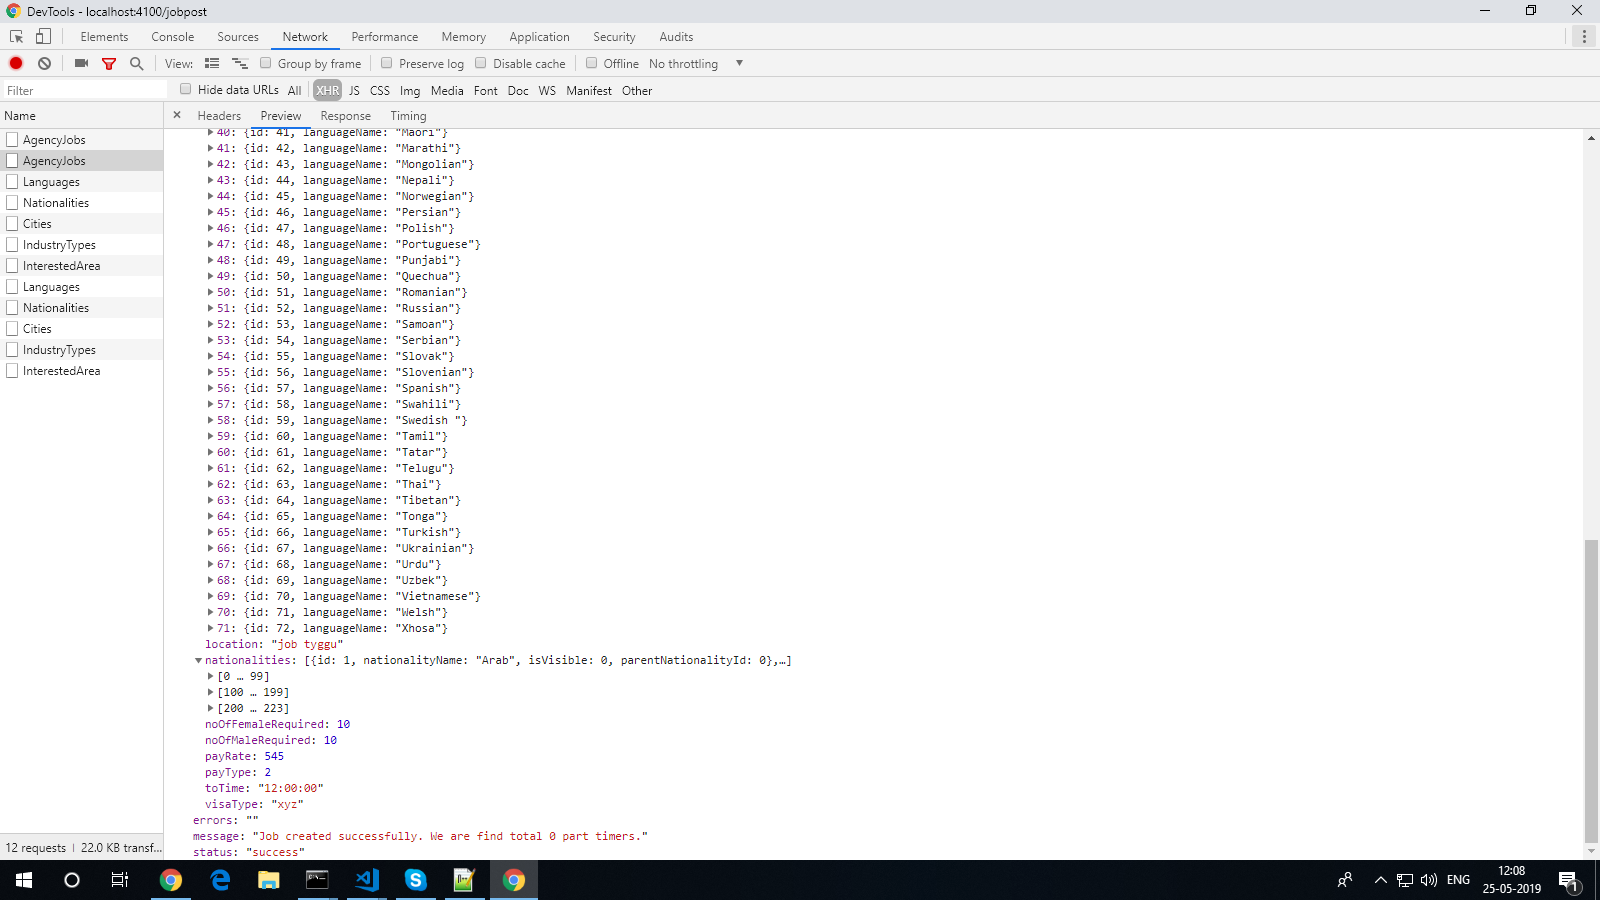 DevTools - localhost:4100/jobpost
Elements Console Sources Network Performance Memory Application Security Audits
View: Group by frame Preserve log Disable cache Offline No throttling
Filter Hide data URLs All XHR JS CSS Img Media Font Doc WS Manifest Other
Name
× Headers Preview Response Timing
AgencyJobs
AgencyJobs
Languages
Nationalities
Cities
IndustryTypes
InterestedArea
Languages
Nationalities
Cities
IndustryTypes
InterestedArea
12 requests | 22.0 KB transf...
40: {id: 41, languageName: "Maori"}
41: {id: 42, languageName: "Marathi"}
42: {id: 43, languageName: "Mongolian"}
43: {id: 44, languageName: "Nepali"}
44: {id: 45, languageName: "Norwegian"}
45: {id: 46, languageName: "Persian"}
46: {id: 47, languageName: "Polish"}
47: {id: 48, languageName: "Portuguese"}
48: {id: 49, languageName: "Punjabi"}
49: {id: 50, languageName: "Quechua"}
50: {id: 51, languageName: "Romanian"}
51: {id: 52, languageName: "Russian"}
52: {id: 53, languageName: "Samoan"}
53: {id: 54, languageName: "Serbian"}
54: {id: 55, languageName: "Slovak"}
55: {id: 56, languageName: "Slovenian"}
56: {id: 57, languageName: "Spanish"}
57: {id: 58, languageName: "Swahili"}
58: {id: 59, languageName: "Swedish "}
59: {id: 60, languageName: "Tamil"}
60: {id: 61, languageName: "Tatar"}
61: {id: 62, languageName: "Telugu"}
62: {id: 63, languageName: "Thai"}
63: {id: 64, languageName: "Tibetan"}
64: {id: 65, languageName: "Tonga"}
65: {id: 66, languageName: "Turkish"}
66: {id: 67, languageName: "Ukrainian"}
67: {id: 68, languageName: "Urdu"}
68: {id: 69, languageName: "Uzbek"}
69: {id: 70, languageName: "Vietnamese"}
70: {id: 71, languageName: "Welsh"}
71: {id: 72, languageName: "Xhosa"}
location: "job tyggu"
nationalities: [{id: 1, nationalityName: "Arab", isVisible: 0, parentNationalityId: 0},…]
[0 … 99]
[100 … 199]
[200 … 223]
noOfFemaleRequired: 10
noOfMaleRequired: 10
payRate: 545
payType: 2
toTime: "12:00:00"
visaType: "xyz"
errors: ""
message: "Job created successfully. We are find total 0 part timers."
status: "success"
ENG
12:08
25-05-2019
1